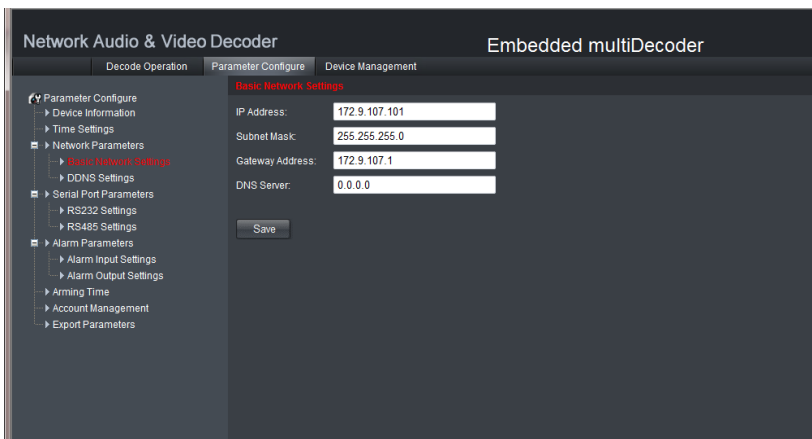 Network Audio & Video Decoder
Embedded multiDecoder
Decode Operation Parameter Configure Device Management
Parameter Configure
Device Information
Time Settings
Network Parameters
Basic Network Settings
DDNS Settings
Serial Port Parameters
RS232 Settings
RS485 Settings
Alarm Parameters
Alarm Input Settings
Alarm Output Settings
Arming Time
Account Management
Export Parameters
Basic Network Settings
IP Address: 172.9.107.101
Subnet Mask: 255.255.255.0
Gateway Address: 172.9.107.1
DNS Server: 0.0.0.0
Save